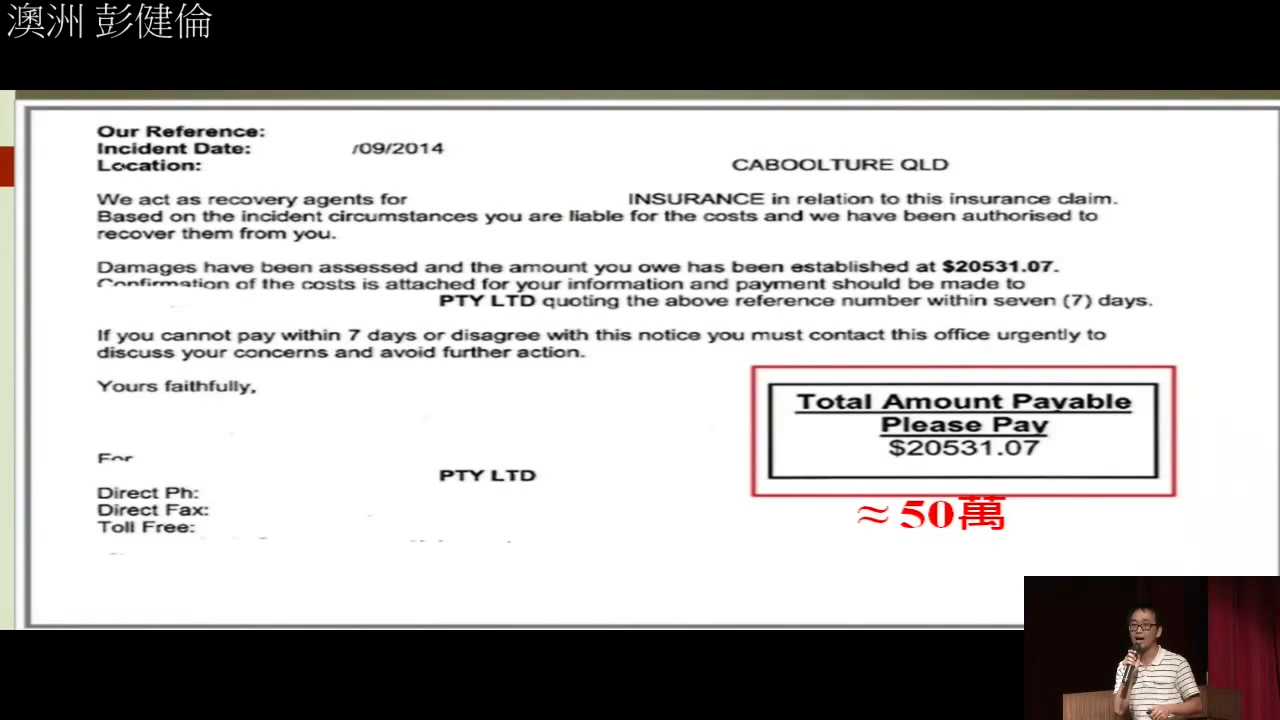 澳洲 彭健倫
Our Reference:
Incident Date: /09/2014
Location: CABOOLTURE QLD
We act as recovery agents for INSURANCE in relation to this insurance claim.
Based on the incident circumstances you are liable for the costs and we have been authorised to
recover them from you.
Damages have been assessed and the amount you owe has been established at $20531.07.
Confirmation of the costs is attached for your information and payment should be made to
PTY LTD quoting the above reference number within seven (7) days.
If you cannot pay within 7 days or disagree with this notice you must contact this office urgently to
discuss your concerns and avoid further action.
Yours faithfully,
Total Amount Payable
Please Pay
$20531.07
≈ 50萬
For
PTY LTD
Direct Ph:
Direct Fax:
Toll Free: